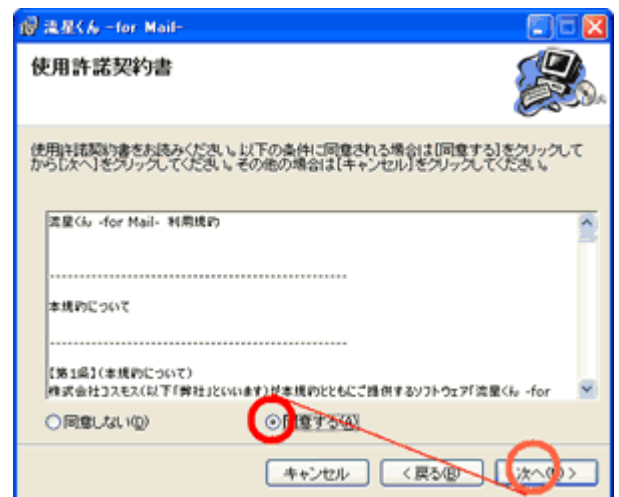 流星くん -for Mail-
使用許諾契約書
使用許諾契約書をお読みください。以下の条件に同意される場合は[同意する]をクリックして
から[次へ]をクリックしてください。その他の場合は[キャンセル]をクリックしてください。
流星くん -for Mail- 利用規約
--------------------------------------------------
本規約について
--------------------------------------------------
【第1条】(本規約について)
株式会社コスモス(以下「弊社」といいます)が本規約とともにご提供するソフトウェア「流星くん -for
同意しない(D)
同意する(A)
キャンセル
< 戻る(B)
次へ(N) >